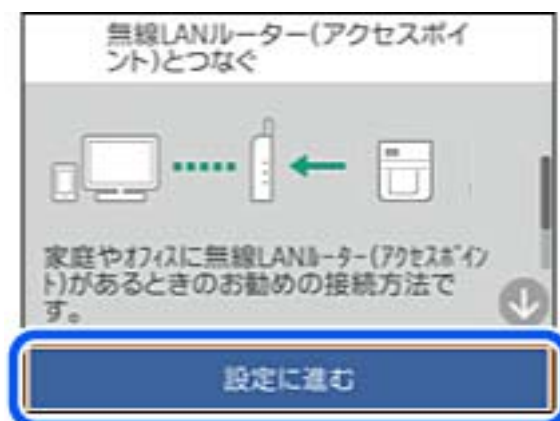 無線LANルーター(アクセスポイ
ント)とつなぐ
家庭やオフィスに無線LANルーター(アクセスポイン
ト)があるときのお勧めの接続方法で
す。
設定に進む